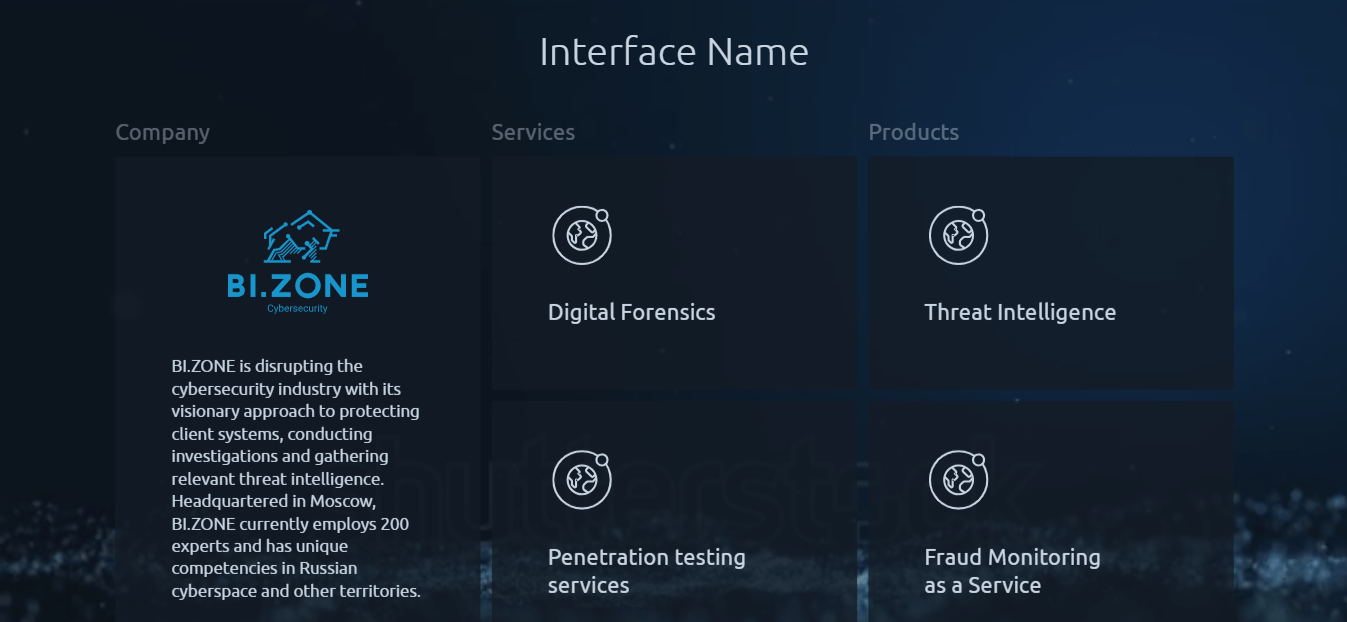 Interface Name
Company
Services
Products
BI.ZONE
Cybersecurity
BI.ZONE is disrupting the
cybersecurity industry with its
visionary approach to protecting
client systems, conducting
investigations and gathering
relevant threat intelligence.
Headquartered in Moscow,
BI.ZONE currently employs 200
experts and has unique
competencies in Russian
cyberspace and other territories.
Digital Forensics
Threat Intelligence
Penetration testing
services
Fraud Monitoring
as a Service
shutterstock